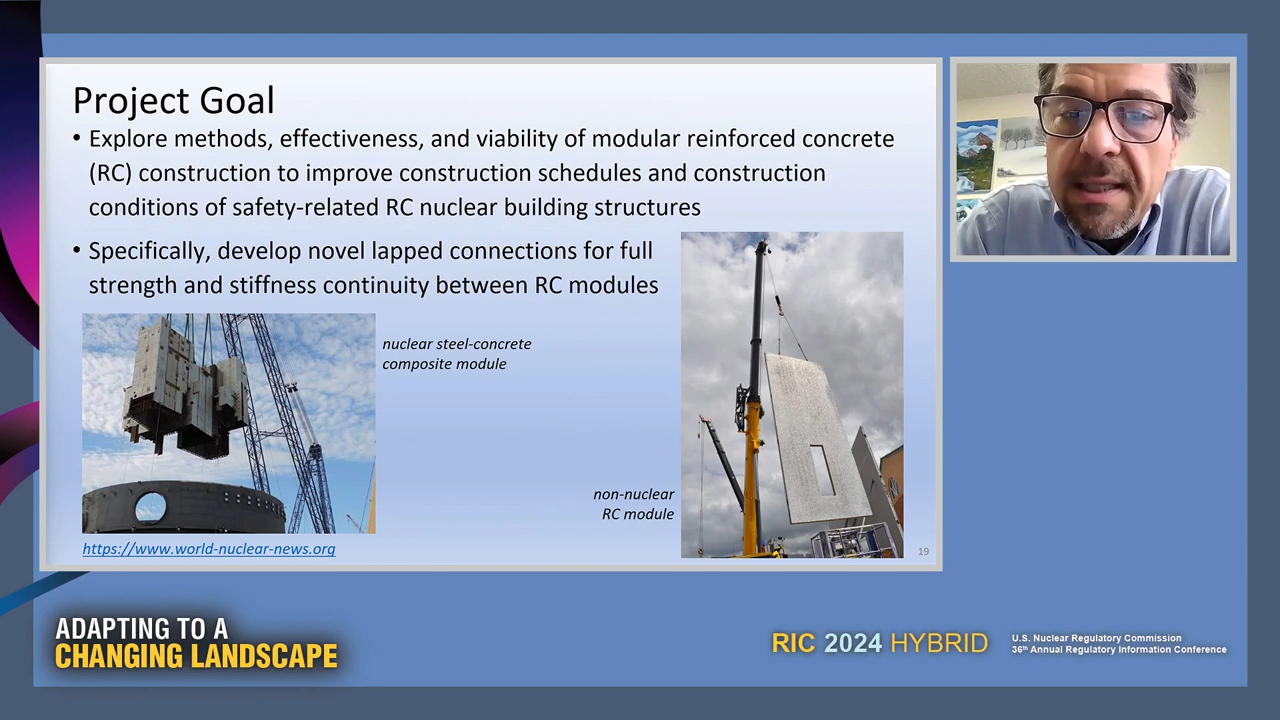 Project Goal
• Explore methods, effectiveness, and viability of modular reinforced concrete
(RC) construction to improve construction schedules and construction
conditions of safety-related RC nuclear building structures
• Specifically, develop novel lapped connections for full
strength and stiffness continuity between RC modules
nuclear steel-concrete
composite module
non-nuclear
RC module
https://www.world-nuclear-news.org
19
ADAPTING TO A
CHANGING LANDSCAPE
RIC 2024 HYBRID
U.S. Nuclear Regulatory Commission
36th Annual Regulatory Information Conference